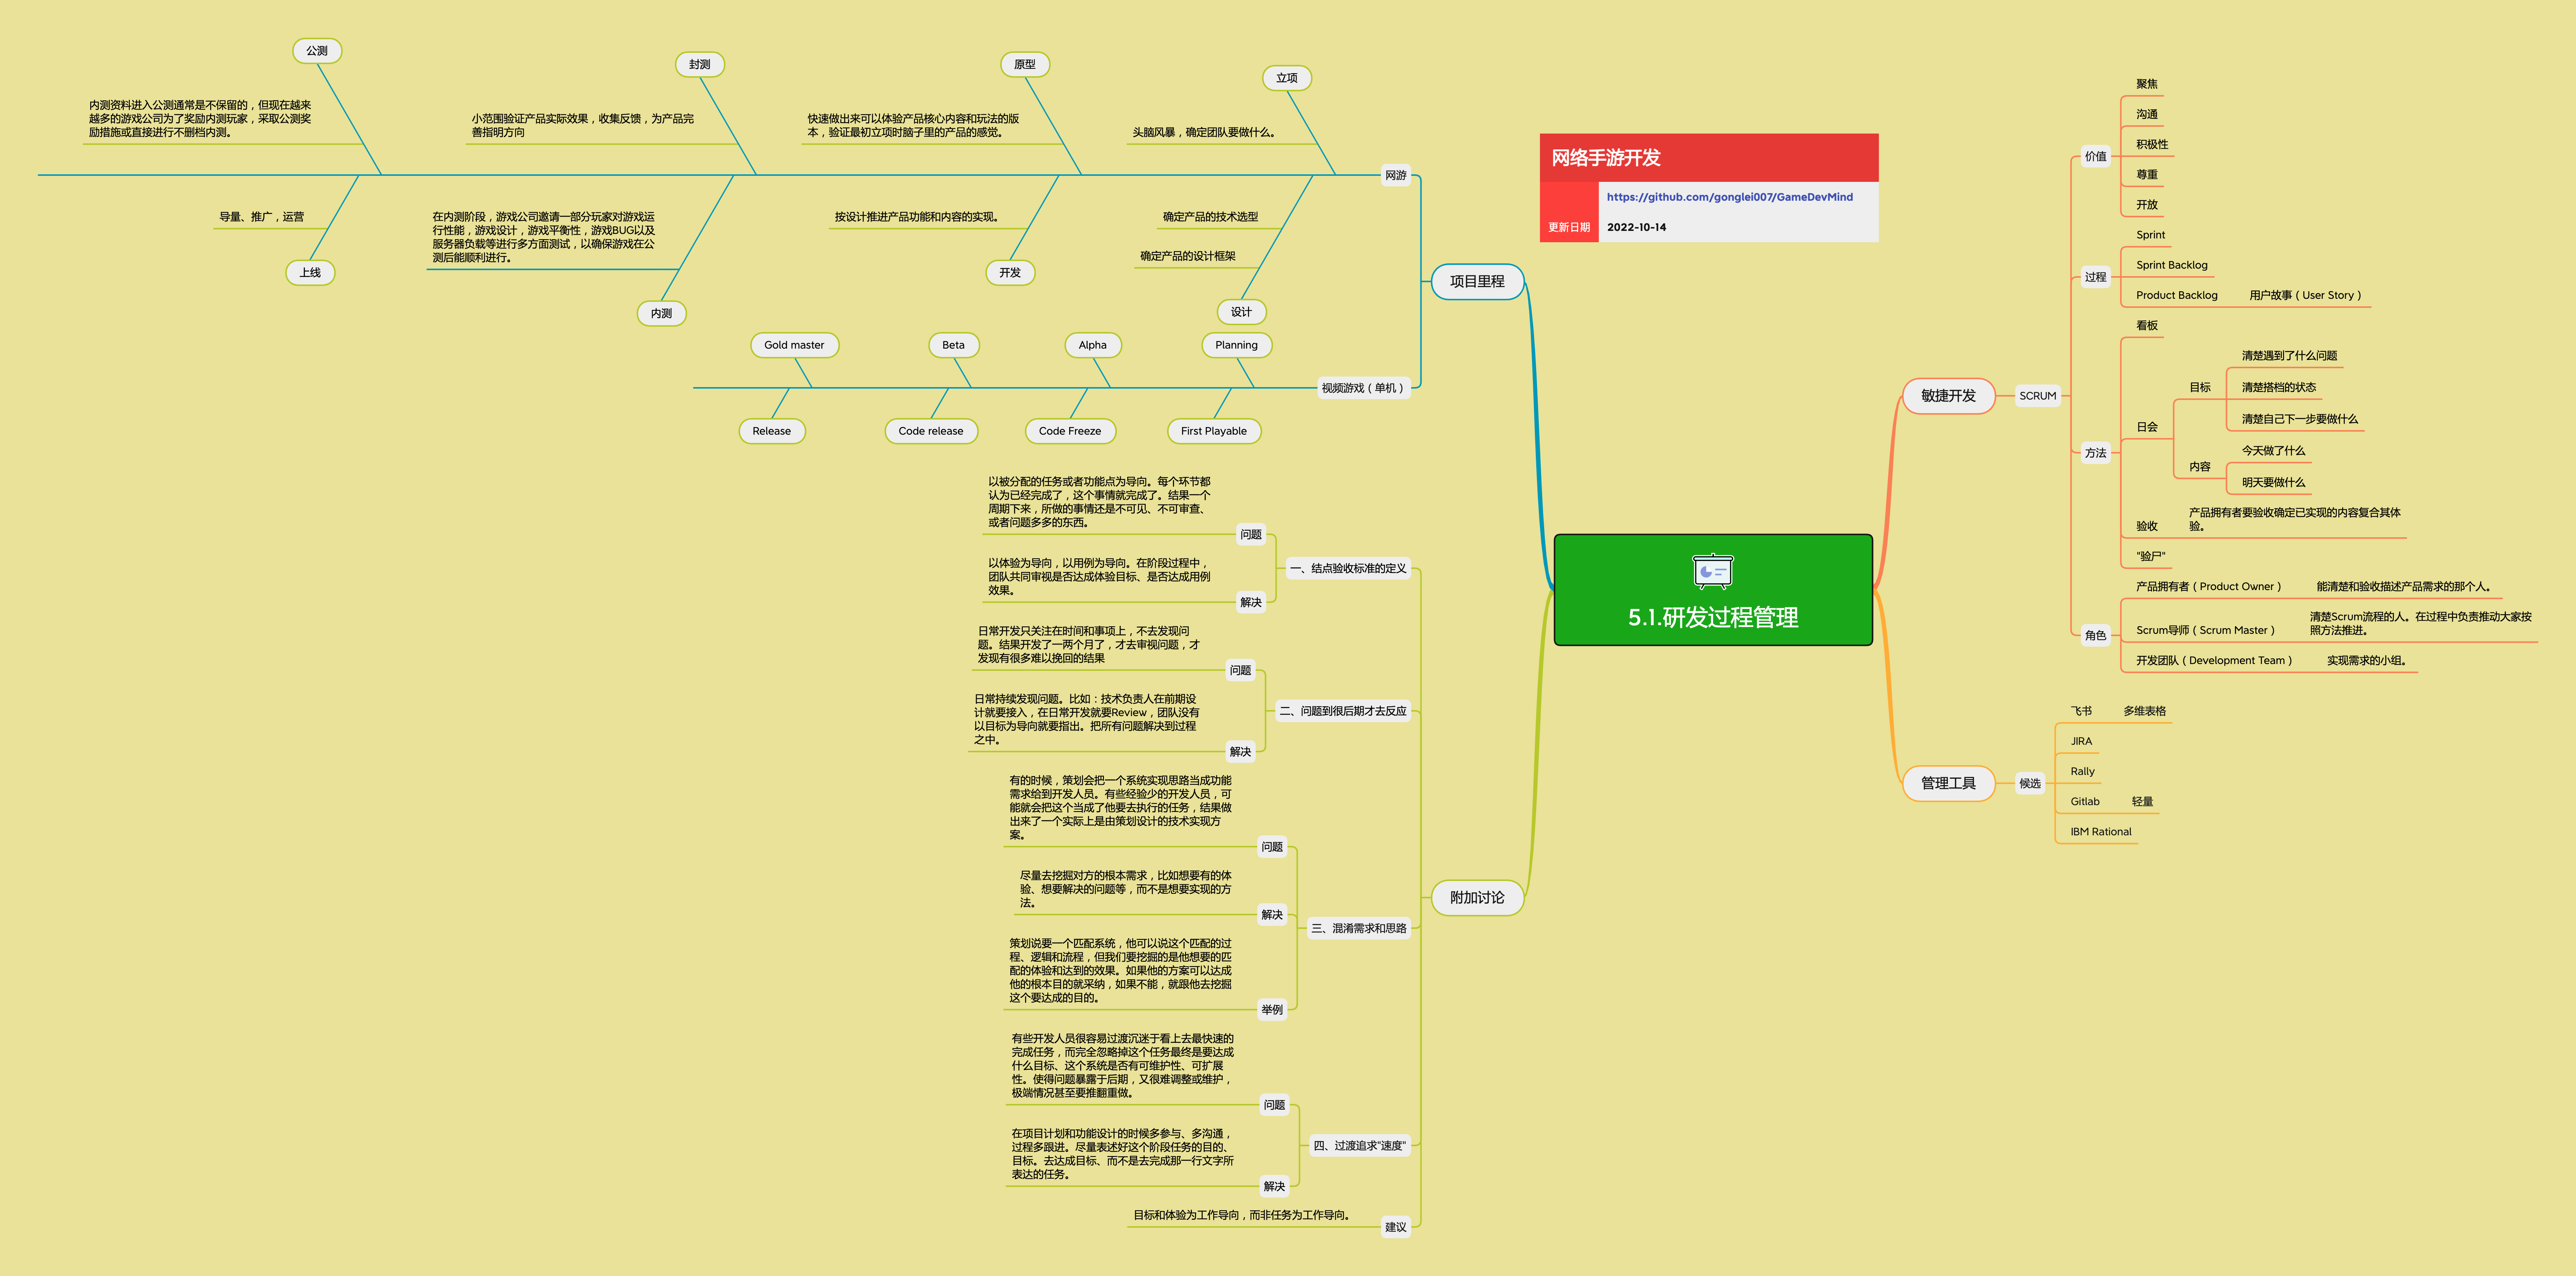 网络手游开发
https://github.com/gonglei007/GameDevMind
更新日期
2022-10-14
5.1.研发过程管理
项目里程
网游
立项
头脑风暴，确定团队要做什么。
设计
确定产品的技术选型
确定产品的设计框架
原型
快速做出来可以体验产品核心内容和玩法的版
本，验证最初立项时脑子里的产品的感觉。
开发
按设计推进产品功能和内容的实现。
封测
小范围验证产品实际效果，收集反馈，为产品完
善指明方向
内测
在内测阶段，游戏公司邀请一部分玩家对游戏运
行性能，游戏设计，游戏平衡性，游戏BUG以及
服务器负载等进行多方面测试，以确保游戏在公
测后能顺利进行。
公测
内测资料进入公测通常是不保留的，但现在越来
越多的游戏公司为了奖励内测玩家，采取公测奖
励措施或直接进行不删档内测。
上线
导量、推广，运营
视频游戏（单机）
Planning
First Playable
Alpha
Code Freeze
Beta
Code release
Gold master
Release
附加讨论
一、结点验收标准的定义
问题
以被分配的任务或者功能点为导向。每个环节都
认为已经完成了，这个事情就完成了。结果一个
周期下来，所做的事情还是不可见、不可审查、
或者问题多多的东西。
解决
以体验为导向，以用例为导向。在阶段过程中，
团队共同审视是否达成体验目标、是否达成用例
效果。
二、问题到很后期才去反应
问题
日常开发只关注在时间和事项上，不去发现问
题。结果开发了一两个月了，才去审视问题，才
发现有很多难以挽回的结果
解决
日常持续发现问题。比如：技术负责人在前期设
计就要接入，在日常开发就要Review，团队没有
以目标为导向就要指出。把所有问题解决到过程
之中。
三、混淆需求和思路
问题
有的时候，策划会把一个系统实现思路当成功能
需求给到开发人员。有些经验少的开发人员，可
能就会把这个当成了他要去执行的任务，结果做
出来了一个实际上是由策划设计的技术实现方
案。
解决
尽量去挖掘对方的根本需求，比如想要有的体
验、想要解决的问题等，而不是想要实现的方
法。
举例
策划说要一个匹配系统，他可以说这个匹配的过
程、逻辑和流程，但我们要挖掘的是他想要的匹
配的体验和达到的效果。如果他的方案可以达成
他的根本目的就采纳，如果不能，就跟他去挖掘
这个要达成的目的。
四、过渡追求"速度"
问题
有些开发人员很容易过渡沉迷于看上去最快速的
完成任务，而完全忽略掉这个任务最终是要达成
什么目标、这个系统是否有可维护性、可扩展
性。使得问题暴露于后期，又很难调整或维护，
极端情况甚至要推翻重做。
解决
在项目计划和功能设计的时候多参与、多沟通，
过程多跟进。尽量表述好这个阶段任务的目的、
目标。去达成目标、而不是去完成那一行文字所
表达的任务。
建议
目标和体验为工作导向，而非任务为工作导向。
敏捷开发
SCRUM
价值
聚焦
沟通
积极性
尊重
开放
过程
Sprint
Sprint Backlog
Product Backlog
用户故事（User Story）
方法
看板
日会
目标
清楚遇到了什么问题
清楚搭档的状态
清楚自己下一步要做什么
内容
今天做了什么
明天要做什么
验收
产品拥有者要验收确定已实现的内容复合其体
验。
"验尸"
角色
产品拥有者（Product Owner）
能清楚和验收描述产品需求的那个人。
Scrum导师（Scrum Master）
清楚Scrum流程的人。在过程中负责推动大家按
照方法推进。
开发团队（Development Team）
实现需求的小组。
管理工具
候选
飞书
多维表格
JIRA
Rally
Gitlab
轻量
IBM Rational